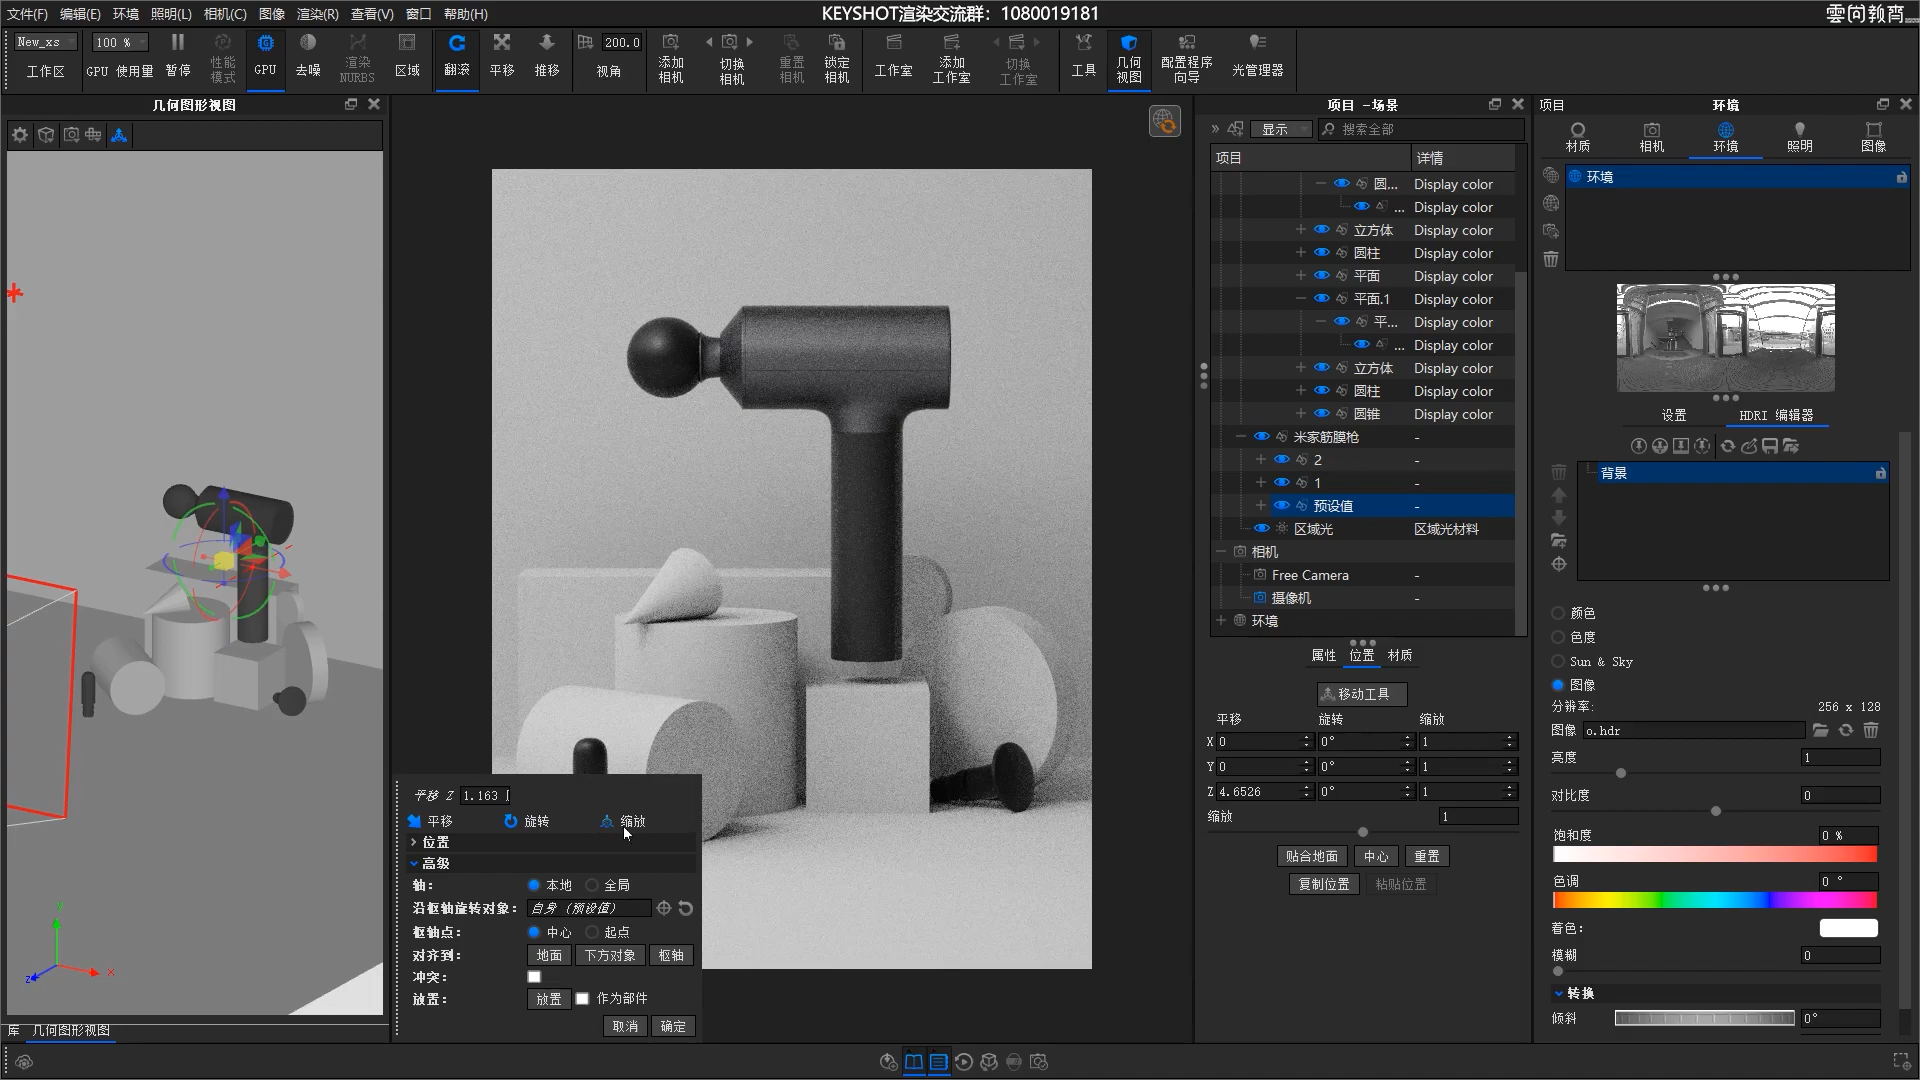 文件(F) 编辑(E) 环境 照明(L) 相机(C) 图像 渲染(R) 查看(V) 窗口 帮助(H)
KEYSHOT渲染交流群：1080019181
New_xs
100 %
200.0
工作区
GPU 使用量
暂停
性能模式
GPU
去噪
渲染NURBS
区域
翻滚
平移
推移
视角
添加相机
切换相机
重置相机
锁定相机
工作室
添加工作室
切换工作室
工具
几何视图
配置程序向导
光管理器
几何图形视图
库 几何图形视图
平移 Z 1.163
平移 旋转 缩放
位置
高级
轴： 本地 全局
沿枢轴旋转对象： 自身 (预设值)
枢轴点： 中心 起点
对齐到： 地面 下方对象 枢轴
冲突：
放置： 放置 作为部件
取消 确定
项目 -场景
» 显示 搜索全部
项目 详情
圆... Display color
... Display color
立方体 Display color
圆柱 Display color
平面 Display color
平面.1 Display color
平... Display color
... Display color
立方体 Display color
圆柱 Display color
圆锥 Display color
米家筋膜枪 -
2 -
1 -
预设值 -
区域光 区域光材料
相机
Free Camera -
摄像机 -
环境
属性 位置 材质
移动工具
平移 旋转 缩放
X 0 0° 1
Y 0 0° 1
Z 4.6526 0° 1
缩放 1
贴合地面 中心 重置
复制位置 粘贴位置
项目 环境
材质 相机 环境 照明 图像
环境
设置 HDRI 编辑器
背景
颜色
色度
Sun & Sky
图像
分辨率: 256 x 128
图像 o.hdr
亮度 1
对比度 0
饱和度 0 %
色调 0 °
着色:
模糊 0
转换
倾斜 0°
X
Y
Z